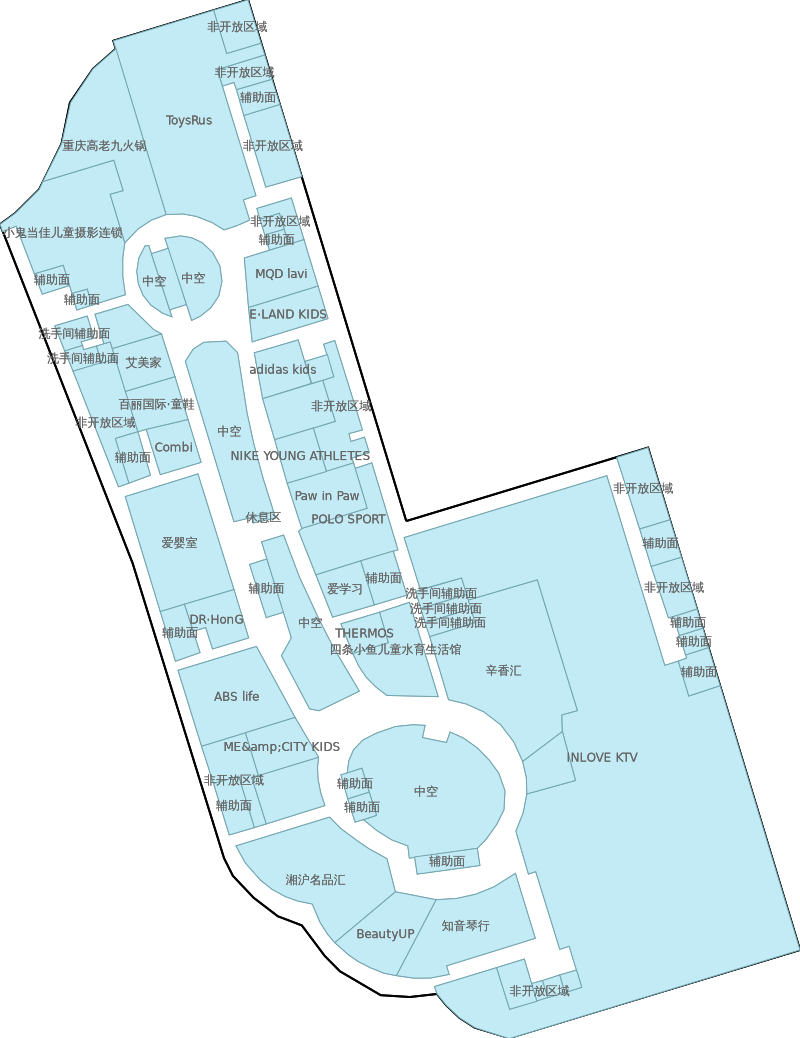 非开放区域
非开放区域
辅助面
ToysRus
重庆高老九火锅
非开放区域
非开放区域
小鬼当佳儿童摄影连锁
辅助面
MQD lavi
中空
中空
辅助面
辅助面
E·LAND KIDS
洗手间辅助面
洗手间辅助面
艾美家
adidas kids
百丽国际·童鞋
非开放区域
非开放区域
中空
Combi
辅助面
NIKE YOUNG ATHLETES
非开放区域
Paw in Paw
休息区
POLO SPORT
爱婴室
辅助面
辅助面
爱学习
辅助面
非开放区域
洗手间辅助面
洗手间辅助面
DR·HonG
中空
洗手间辅助面
辅助面
辅助面
THERMOS
辅助面
四条小鱼儿童水育生活馆
辛香汇
辅助面
ABS life
ME&amp;CITY KIDS
INLOVE KTV
非开放区域
辅助面
中空
辅助面
辅助面
辅助面
湘沪名品汇
知音琴行
BeautyUP
非开放区域